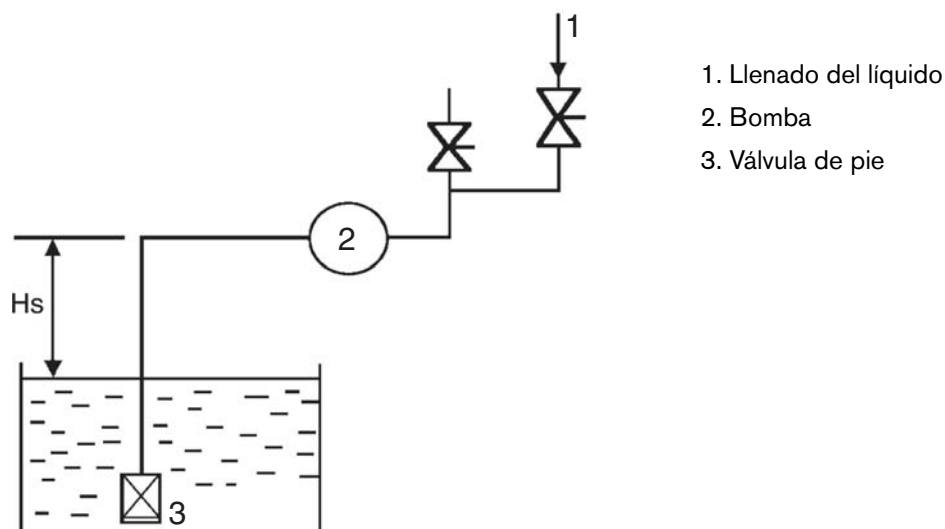 1
1. Llenado del líquido
2. Bomba
3. Válvula de pie
2
Hs
3